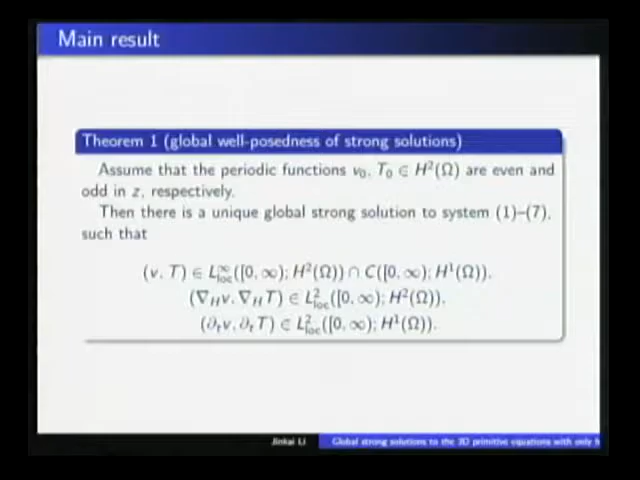 Main result
Theorem 1 (global well-posedness of strong solutions)
Assume that the periodic functions v₀, T₀ ∈ H²(Ω) are even and
odd in z, respectively.
Then there is a unique global strong solution to system (1)–(7),
such that
(v, T) ∈ L^∞_loc([0, ∞); H²(Ω)) ∩ C([0, ∞); H¹(Ω)),
(∇_H v, ∇_H T) ∈ L²_loc([0, ∞); H²(Ω)),
(∂_t v, ∂_t T) ∈ L²_loc([0, ∞); H¹(Ω)).
Jinkai Li
Global strong solutions to the 3D primitive equations with only h